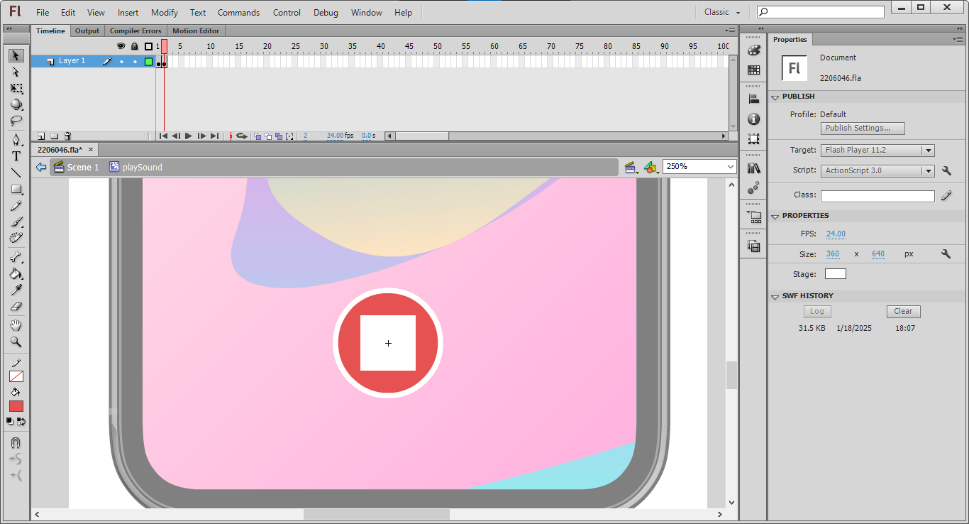 Fl File Edit View Insert Modify Text Commands Control Debug Window Help Classic
Timeline Output Compiler Errors Motion Editor
1 5 10 15 20 25 30 35 40 45 50 55 60 65 70 75 80 85 90 95 100
Layer 1
2 24.00 fps 0.0 s
2206046.fla* ×
Scene 1 playSound 250%
Properties
Fl
Document
2206046.fla
PUBLISH
Profile: Default
Publish Settings...
Target: Flash Player 11.2
Script: ActionScript 3.0
Class:
PROPERTIES
FPS: 24.00
Size: 360 x 640 px
Stage:
SWF HISTORY
Log Clear
31.5 KB 1/18/2025 18:07